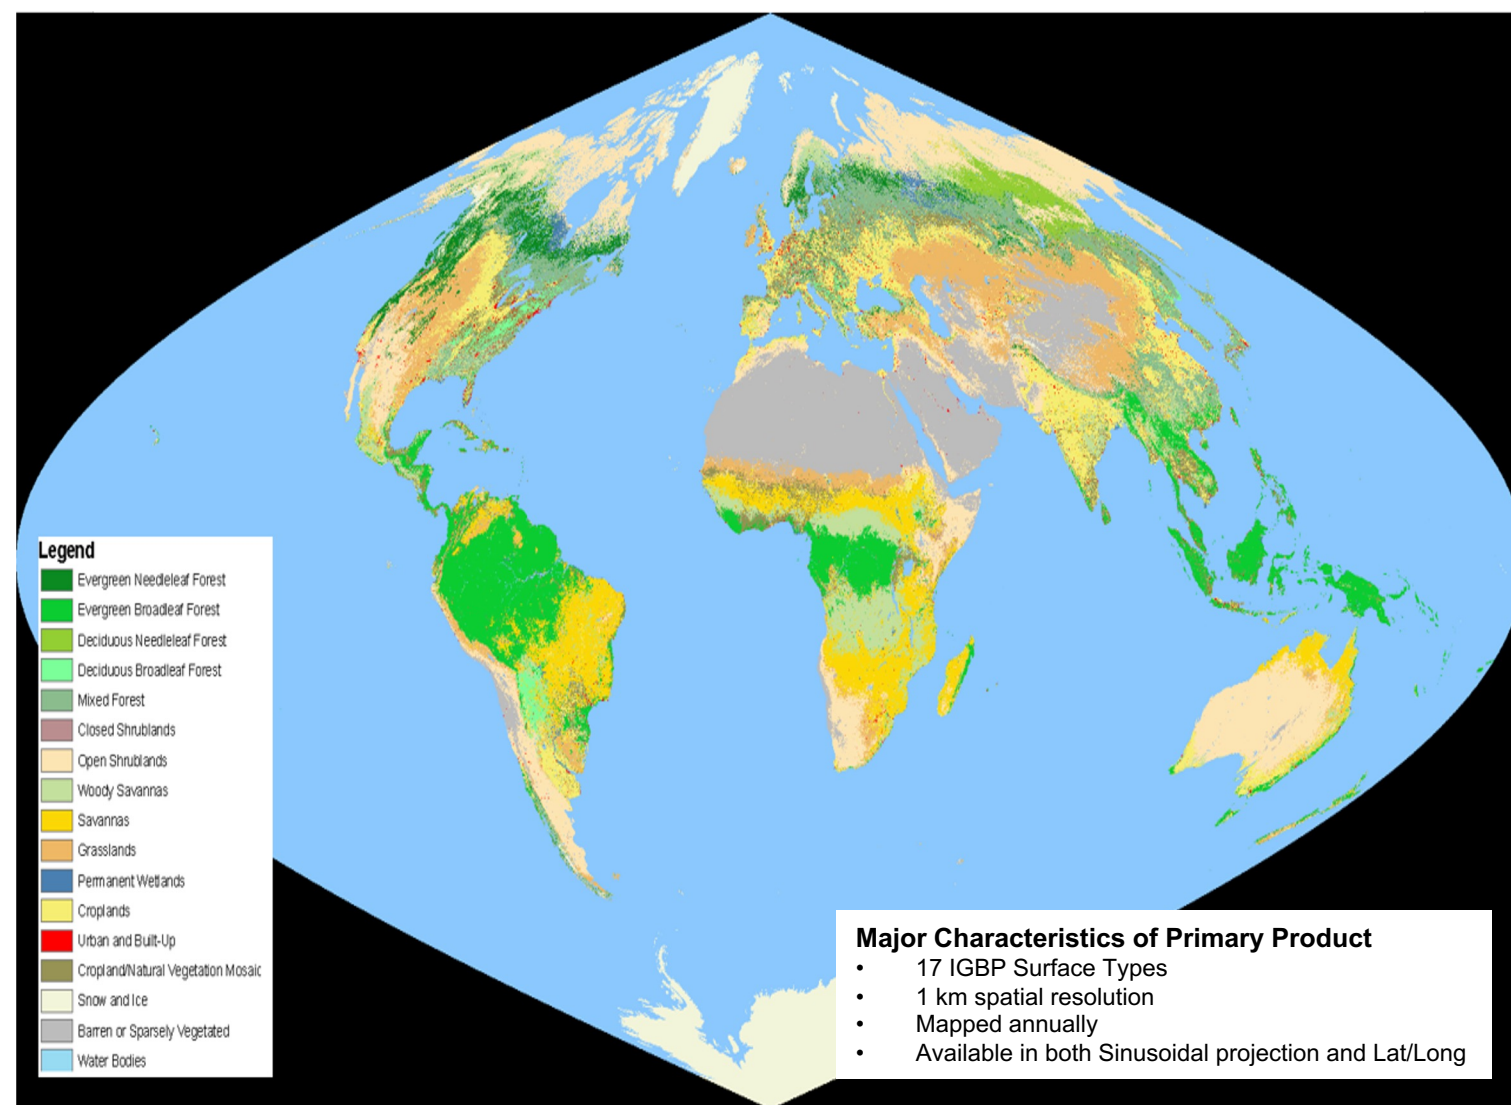 Legend
Evergreen Needleleaf Forest
Evergreen Broadleaf Forest
Deciduous Needleleaf Forest
Deciduous Broadleaf Forest
Mixed Forest
Closed Shrublands
Open Shrublands
Woody Savannas
Savannas
Grasslands
Permanent Wetlands
Croplands
Urban and Built-Up
Cropland/Natural Vegetation Mosaic
Snow and Ice
Barren or Sparsely Vegetated
Water Bodies
Major Characteristics of Primary Product
• 17 IGBP Surface Types
• 1 km spatial resolution
• Mapped annually
• Available in both Sinusoidal projection and Lat/Long